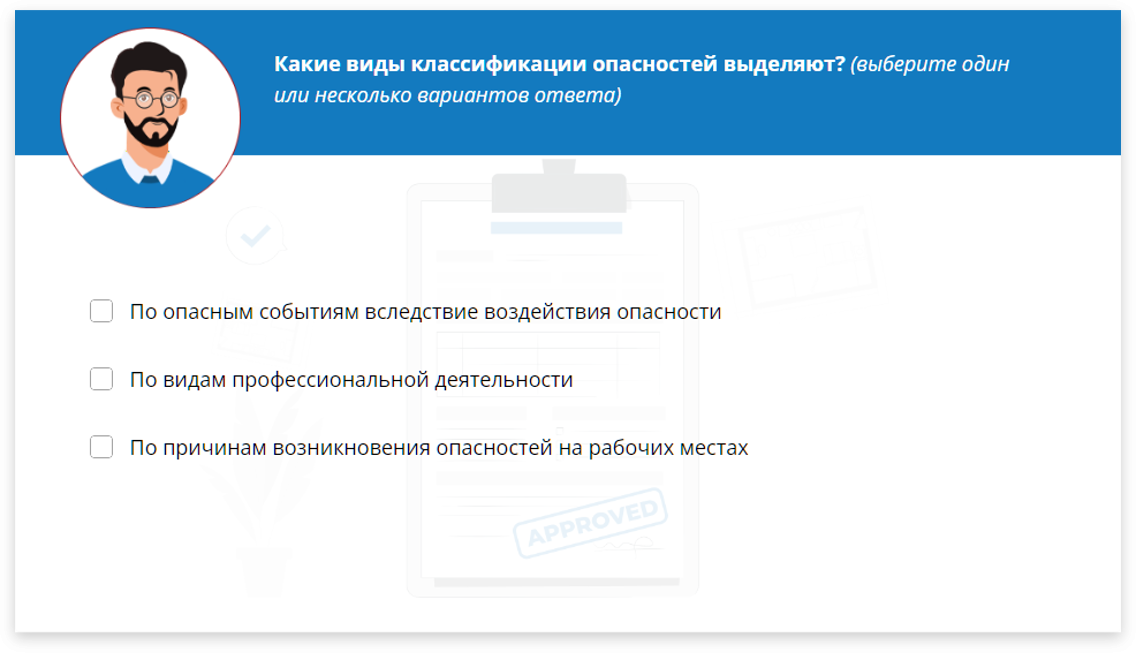 Какие виды классификации опасностей выделяют? (выберите один
или несколько вариантов ответа)
По опасным событиям вследствие воздействия опасности
По видам профессиональной деятельности
По причинам возникновения опасностей на рабочих местах
APPROVED